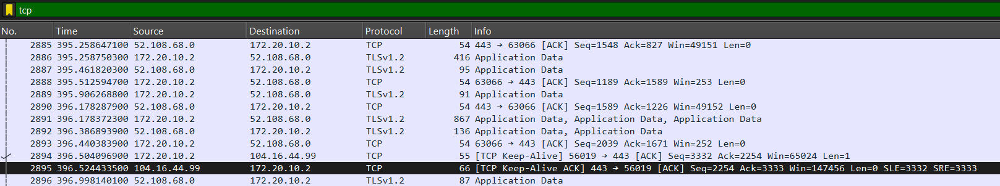 tcp
No. Time Source Destination Protocol Length Info
2885 395.258647100 52.108.68.0 172.20.10.2 TCP 54 443 → 63066 [ACK] Seq=1548 Ack=827 Win=49151 Len=0
2886 395.258750300 172.20.10.2 52.108.68.0 TLSv1.2 416 Application Data
2887 395.461820300 52.108.68.0 172.20.10.2 TLSv1.2 95 Application Data
2888 395.512594700 172.20.10.2 52.108.68.0 TCP 54 63066 → 443 [ACK] Seq=1189 Ack=1589 Win=253 Len=0
2889 395.906268800 172.20.10.2 52.108.68.0 TLSv1.2 91 Application Data
2890 396.178287900 52.108.68.0 172.20.10.2 TCP 54 443 → 63066 [ACK] Seq=1589 Ack=1226 Win=49152 Len=0
2891 396.178372300 172.20.10.2 52.108.68.0 TLSv1.2 867 Application Data, Application Data, Application Data
2892 396.386893900 52.108.68.0 172.20.10.2 TLSv1.2 136 Application Data, Application Data
2893 396.440383900 172.20.10.2 52.108.68.0 TCP 54 63066 → 443 [ACK] Seq=2039 Ack=1671 Win=252 Len=0
2894 396.504096900 172.20.10.2 104.16.44.99 TCP 55 [TCP Keep-Alive] 56019 → 443 [ACK] Seq=3332 Ack=2254 Win=65024 Len=1
2895 396.524433500 104.16.44.99 172.20.10.2 TCP 66 [TCP Keep-Alive ACK] 443 → 56019 [ACK] Seq=2254 Ack=3333 Win=147456 Len=0 SLE=3332 SRE=3333
2896 396.998140100 52.108.68.0 172.20.10.2 TLSv1.2 87 Application Data